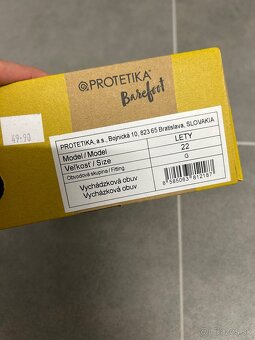 PROTETIKA
Barefoot
49-90
PROTETIKA, a.s., Bojnická 10, 823 65 Bratislava, SLOVAKIA
Model / Model LETY
Veľkosť / Size 22
Obvodová skupina / Fitting G
Vychádzková obuv
Vychádzková obuv